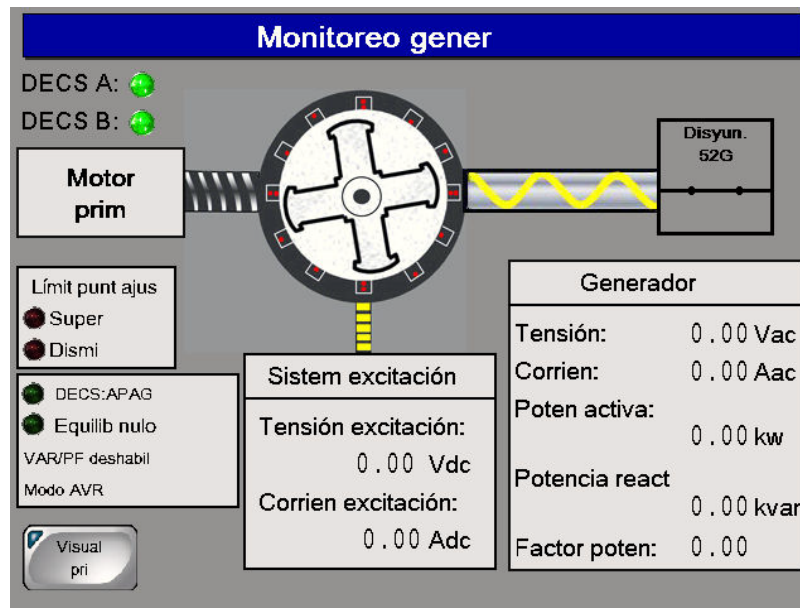 Monitoreo gener
DECS A:
DECS B:
Motor
prim
Disyun.
52G
Límit punt ajus
Super
Dismi
DECS:APAG
Equilib nulo
VAR/PF deshabil
Modo AVR
Visual
pri
Sistem excitación
Tensión excitación:
0.00 Vdc
Corrien excitación:
0.00 Adc
Generador
Tensión: 0.00 Vac
Corrien: 0.00 Aac
Poten activa:
0.00 kw
Potencia react
0.00 kvar
Factor poten: 0.00